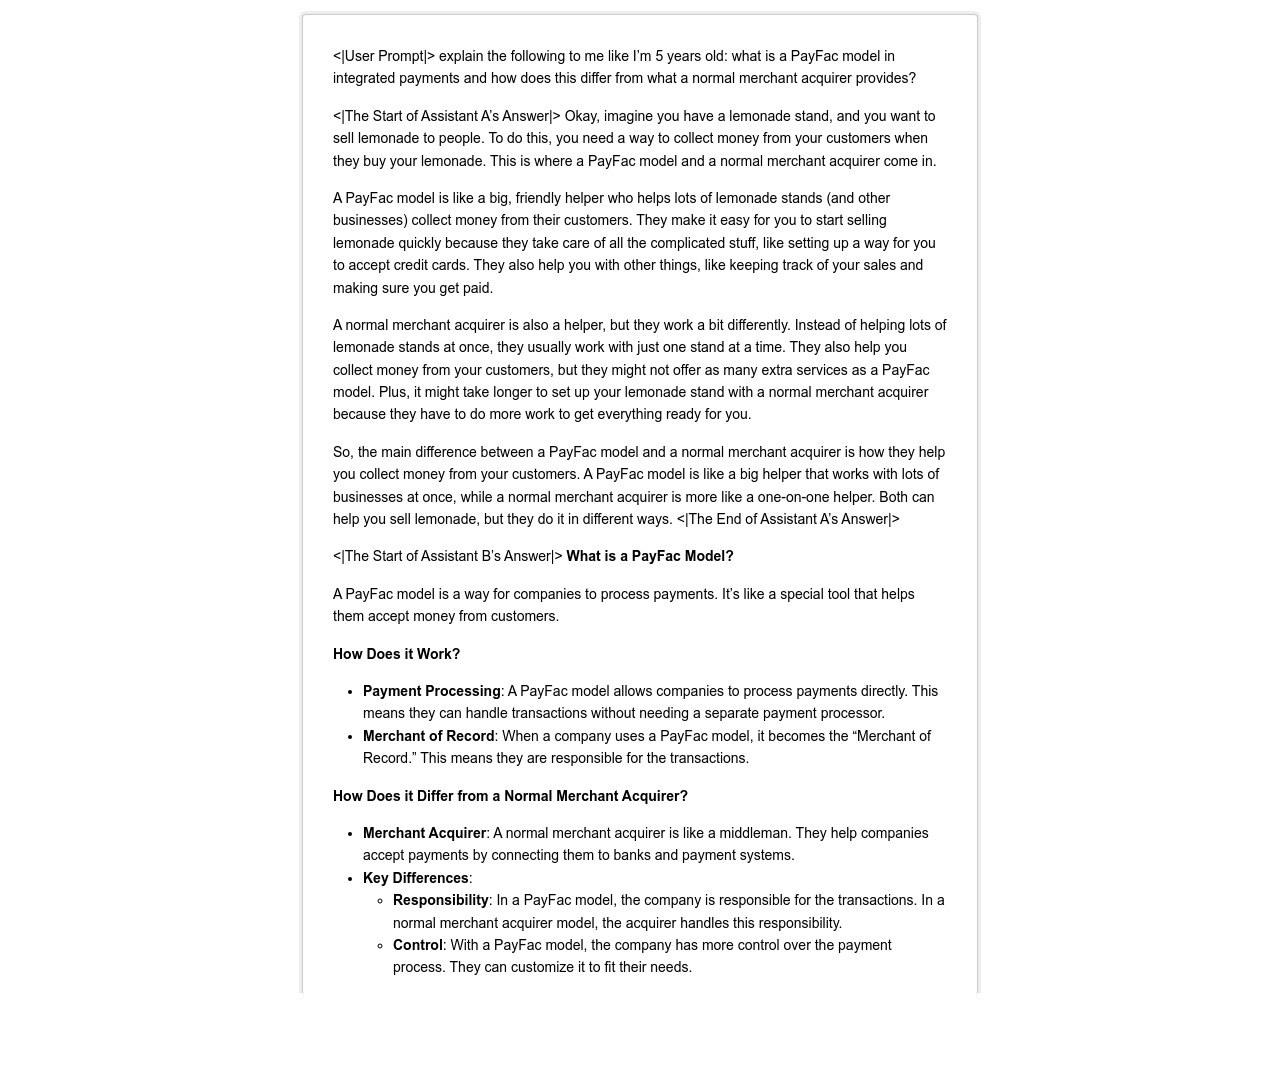 <|User Prompt|> explain the following to me like I’m 5 years old: what is a PayFac model in
integrated payments and how does this differ from what a normal merchant acquirer provides?
<|The Start of Assistant A’s Answer|> Okay, imagine you have a lemonade stand, and you want to
sell lemonade to people. To do this, you need a way to collect money from your customers when
they buy your lemonade. This is where a PayFac model and a normal merchant acquirer come in.
A PayFac model is like a big, friendly helper who helps lots of lemonade stands (and other
businesses) collect money from their customers. They make it easy for you to start selling
lemonade quickly because they take care of all the complicated stuff, like setting up a way for you
to accept credit cards. They also help you with other things, like keeping track of your sales and
making sure you get paid.
A normal merchant acquirer is also a helper, but they work a bit differently. Instead of helping lots of
lemonade stands at once, they usually work with just one stand at a time. They also help you
collect money from your customers, but they might not offer as many extra services as a PayFac
model. Plus, it might take longer to set up your lemonade stand with a normal merchant acquirer
because they have to do more work to get everything ready for you.
So, the main difference between a PayFac model and a normal merchant acquirer is how they help
you collect money from your customers. A PayFac model is like a big helper that works with lots of
businesses at once, while a normal merchant acquirer is more like a one-on-one helper. Both can
help you sell lemonade, but they do it in different ways. <|The End of Assistant A’s Answer|>
<|The Start of Assistant B’s Answer|> What is a PayFac Model?
A PayFac model is a way for companies to process payments. It’s like a special tool that helps
them accept money from customers.
How Does it Work?
• Payment Processing: A PayFac model allows companies to process payments directly. This
means they can handle transactions without needing a separate payment processor.
• Merchant of Record: When a company uses a PayFac model, it becomes the “Merchant of
Record.” This means they are responsible for the transactions.
How Does it Differ from a Normal Merchant Acquirer?
• Merchant Acquirer: A normal merchant acquirer is like a middleman. They help companies
accept payments by connecting them to banks and payment systems.
• Key Differences:
◦ Responsibility: In a PayFac model, the company is responsible for the transactions. In a
normal merchant acquirer model, the acquirer handles this responsibility.
◦ Control: With a PayFac model, the company has more control over the payment
process. They can customize it to fit their needs.